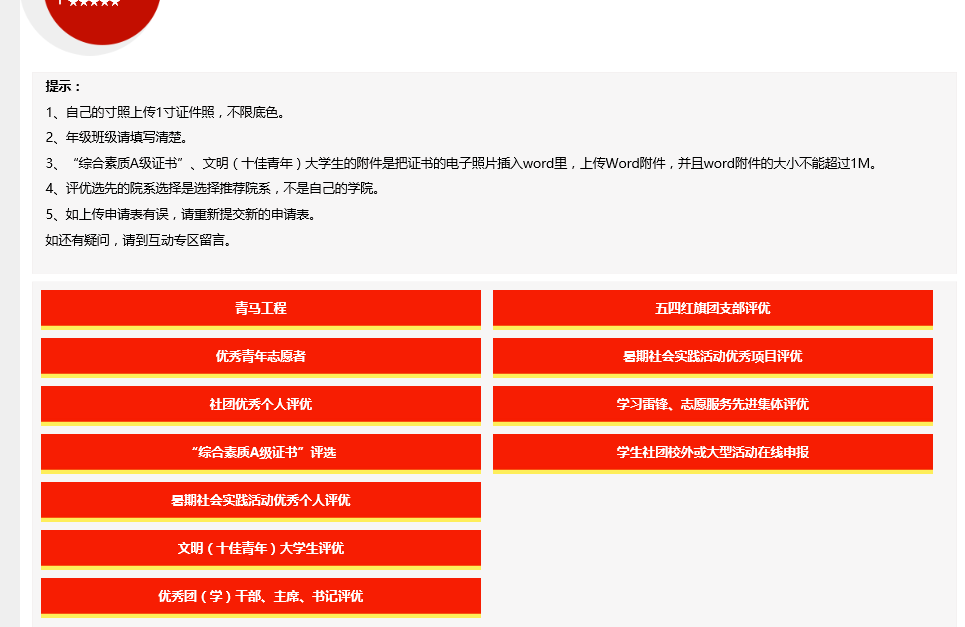 提示：
1、自己的寸照上传1寸证件照，不限底色。
2、年级班级请填写清楚。
3、“综合素质A级证书”、文明（十佳青年）大学生的附件是把证书的电子照片插入word里，上传Word附件，并且word附件的大小不能超过1M。
4、评优选先的院系选择是选择推荐院系，不是自己的学院。
5、如上传申请表有误，请重新提交新的申请表。
如还有疑问，请到互动专区留言。
青马工程
五四红旗团支部评优
优秀青年志愿者
暑期社会实践活动优秀项目评优
社团优秀个人评优
学习雷锋、志愿服务先进集体评优
“综合素质A级证书”评选
学生社团校外或大型活动在线申报
暑期社会实践活动优秀个人评优
文明（十佳青年）大学生评优
优秀团（学）干部、主席、书记评优